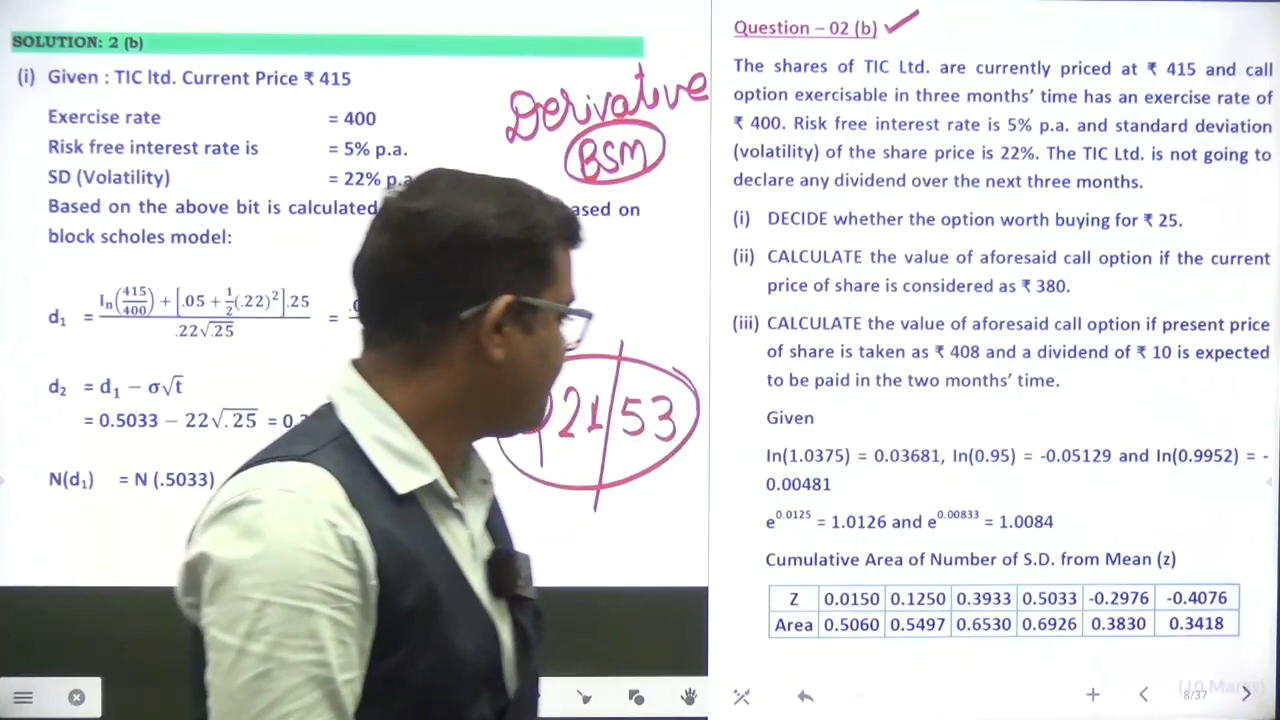 SOLUTION: 2 (b)
(i) Given : TIC ltd. Current Price ₹ 415
Exercise rate = 400
Risk free interest rate is = 5% p.a.
SD (Volatility) = 22% p.a
Based on the above bit is calculated ased on
block scholes model:
d₁ = ln(415/400) + [.05 + 1/2(.22)²].25 / .22√.25 =
d₂ = d₁ − σ√t
= 0.5033 − 22√.25 = 0.
N(d₁) = N (.5033)
Derivative
BSM
21/53
Question – 02 (b)
The shares of TIC Ltd. are currently priced at ₹ 415 and call
option exercisable in three months’ time has an exercise rate of
₹ 400. Risk free interest rate is 5% p.a. and standard deviation
(volatility) of the share price is 22%. The TIC Ltd. is not going to
declare any dividend over the next three months.
(i) DECIDE whether the option worth buying for ₹ 25.
(ii) CALCULATE the value of aforesaid call option if the current
price of share is considered as ₹ 380.
(iii) CALCULATE the value of aforesaid call option if present price
of share is taken as ₹ 408 and a dividend of ₹ 10 is expected
to be paid in the two months’ time.
Given
ln(1.0375) = 0.03681, ln(0.95) = -0.05129 and ln(0.9952) = -
0.00481
e^0.0125 = 1.0126 and e^0.00833 = 1.0084
Cumulative Area of Number of S.D. from Mean (z)
Z 0.0150 0.1250 0.3933 0.5033 -0.2976 -0.4076
Area 0.5060 0.5497 0.6530 0.6926 0.3830 0.3418
(10 Marks)
8/37